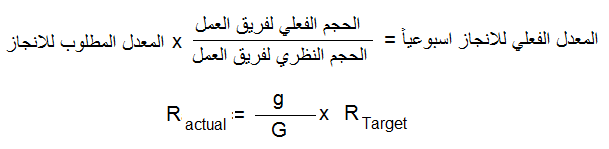 المعدل الفعلي للانجاز اسبوعياً = الحجم الفعلي لفريق العمل / الحجم النظري لفريق العمل x المعدل المطلوب للانجاز
R actual = g / G x R Target